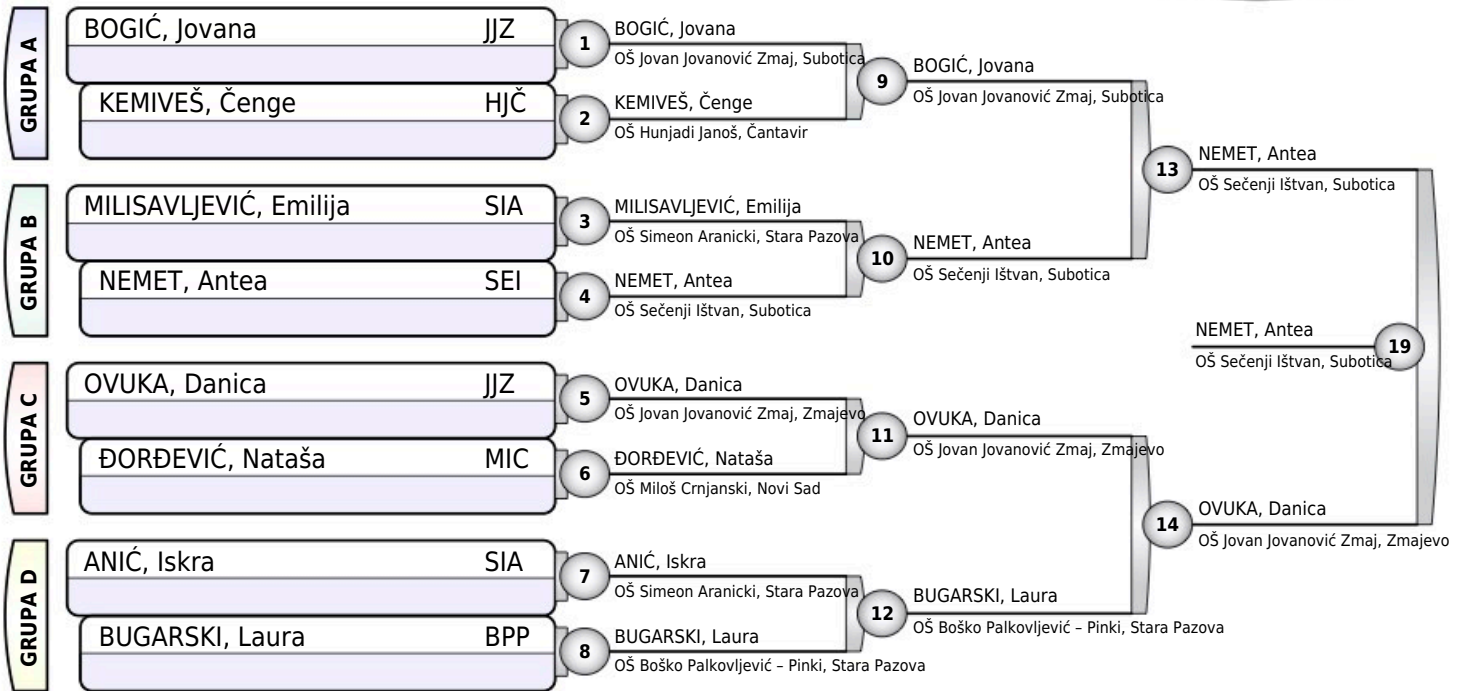 GRUPA A
BOGIĆ, Jovana JJZ
KEMIVEŠ, Čenge HJČ
GRUPA B
MILISAVLJEVIĆ, Emilija SIA
NEMET, Antea SEI
GRUPA C
OVUKA, Danica JJZ
ĐORĐEVIĆ, Nataša MIC
GRUPA D
ANIĆ, Iskra SIA
BUGARSKI, Laura BPP
1
BOGIĆ, Jovana
OŠ Jovan Jovanović Zmaj, Subotica
2
KEMIVEŠ, Čenge
OŠ Hunjadi Janoš, Čantavir
3
MILISAVLJEVIĆ, Emilija
OŠ Simeon Aranicki, Stara Pazova
4
NEMET, Antea
OŠ Sečenji Ištvan, Subotica
5
OVUKA, Danica
OŠ Jovan Jovanović Zmaj, Zmajevo
6
ĐORĐEVIĆ, Nataša
OŠ Miloš Crnjanski, Novi Sad
7
ANIĆ, Iskra
OŠ Simeon Aranicki, Stara Pazova
8
BUGARSKI, Laura
OŠ Boško Palkovljević – Pinki, Stara Pazova
9
BOGIĆ, Jovana
OŠ Jovan Jovanović Zmaj, Subotica
10
NEMET, Antea
OŠ Sečenji Ištvan, Subotica
11
OVUKA, Danica
OŠ Jovan Jovanović Zmaj, Zmajevo
12
BUGARSKI, Laura
OŠ Boško Palkovljević – Pinki, Stara Pazova
13
NEMET, Antea
OŠ Sečenji Ištvan, Subotica
14
OVUKA, Danica
OŠ Jovan Jovanović Zmaj, Zmajevo
NEMET, Antea
OŠ Sečenji Ištvan, Subotica
19